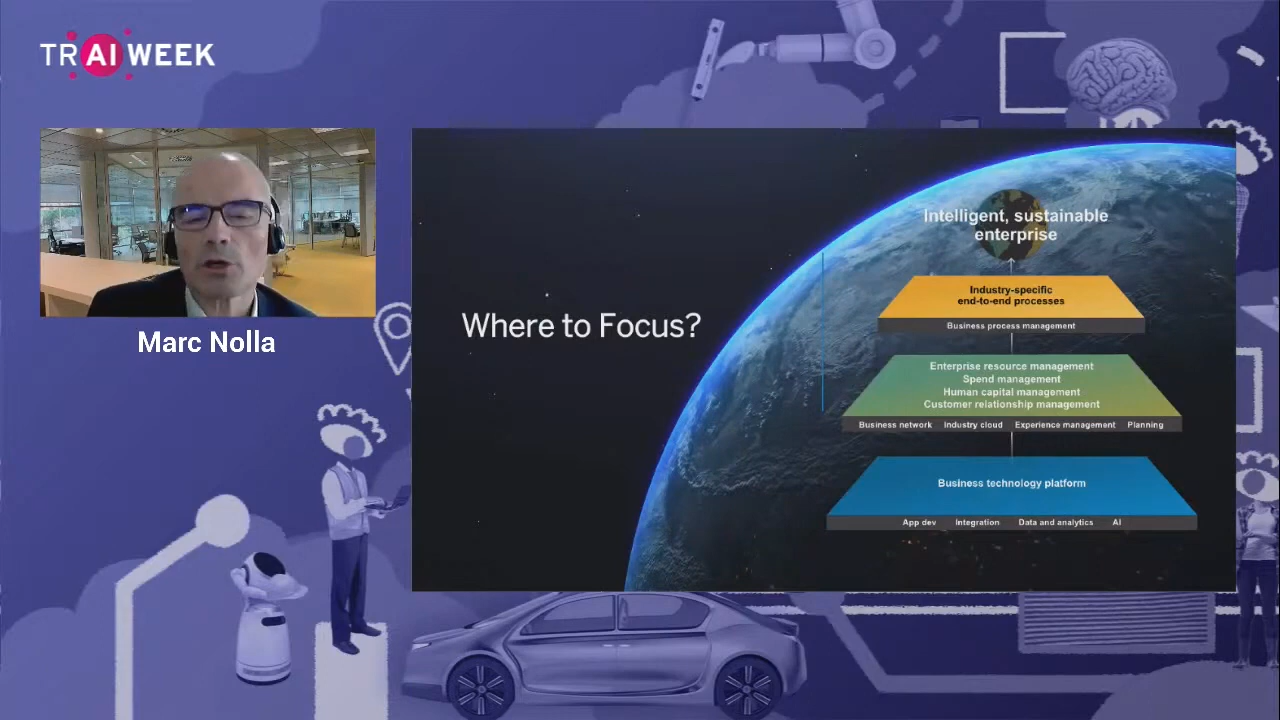 TRAIWEEK
Marc Nolla
Where to Focus?
Intelligent, sustainable
enterprise
Industry-specific
end-to-end processes
Business process management
Enterprise resource management
Spend management
Human capital management
Customer relationship management
Business network Industry cloud Experience management Planning
Business technology platform
App dev Integration Data and analytics AI